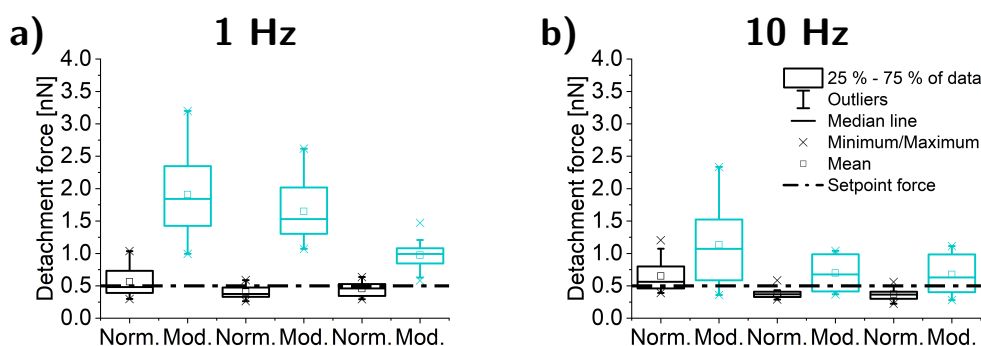 a) 1 Hz
Detachment force [nN]
4.0
3.5
3.0
2.5
2.0
1.5
1.0
0.5
0.0
Norm. Mod. Norm. Mod. Norm. Mod.
b) 10 Hz
Detachment force [nN]
4.0
3.5
3.0
2.5
2.0
1.5
1.0
0.5
0.0
25 % - 75 % of data
Outliers
Median line
Minimum/Maximum
Mean
Setpoint force
Norm. Mod. Norm. Mod. Norm. Mod.